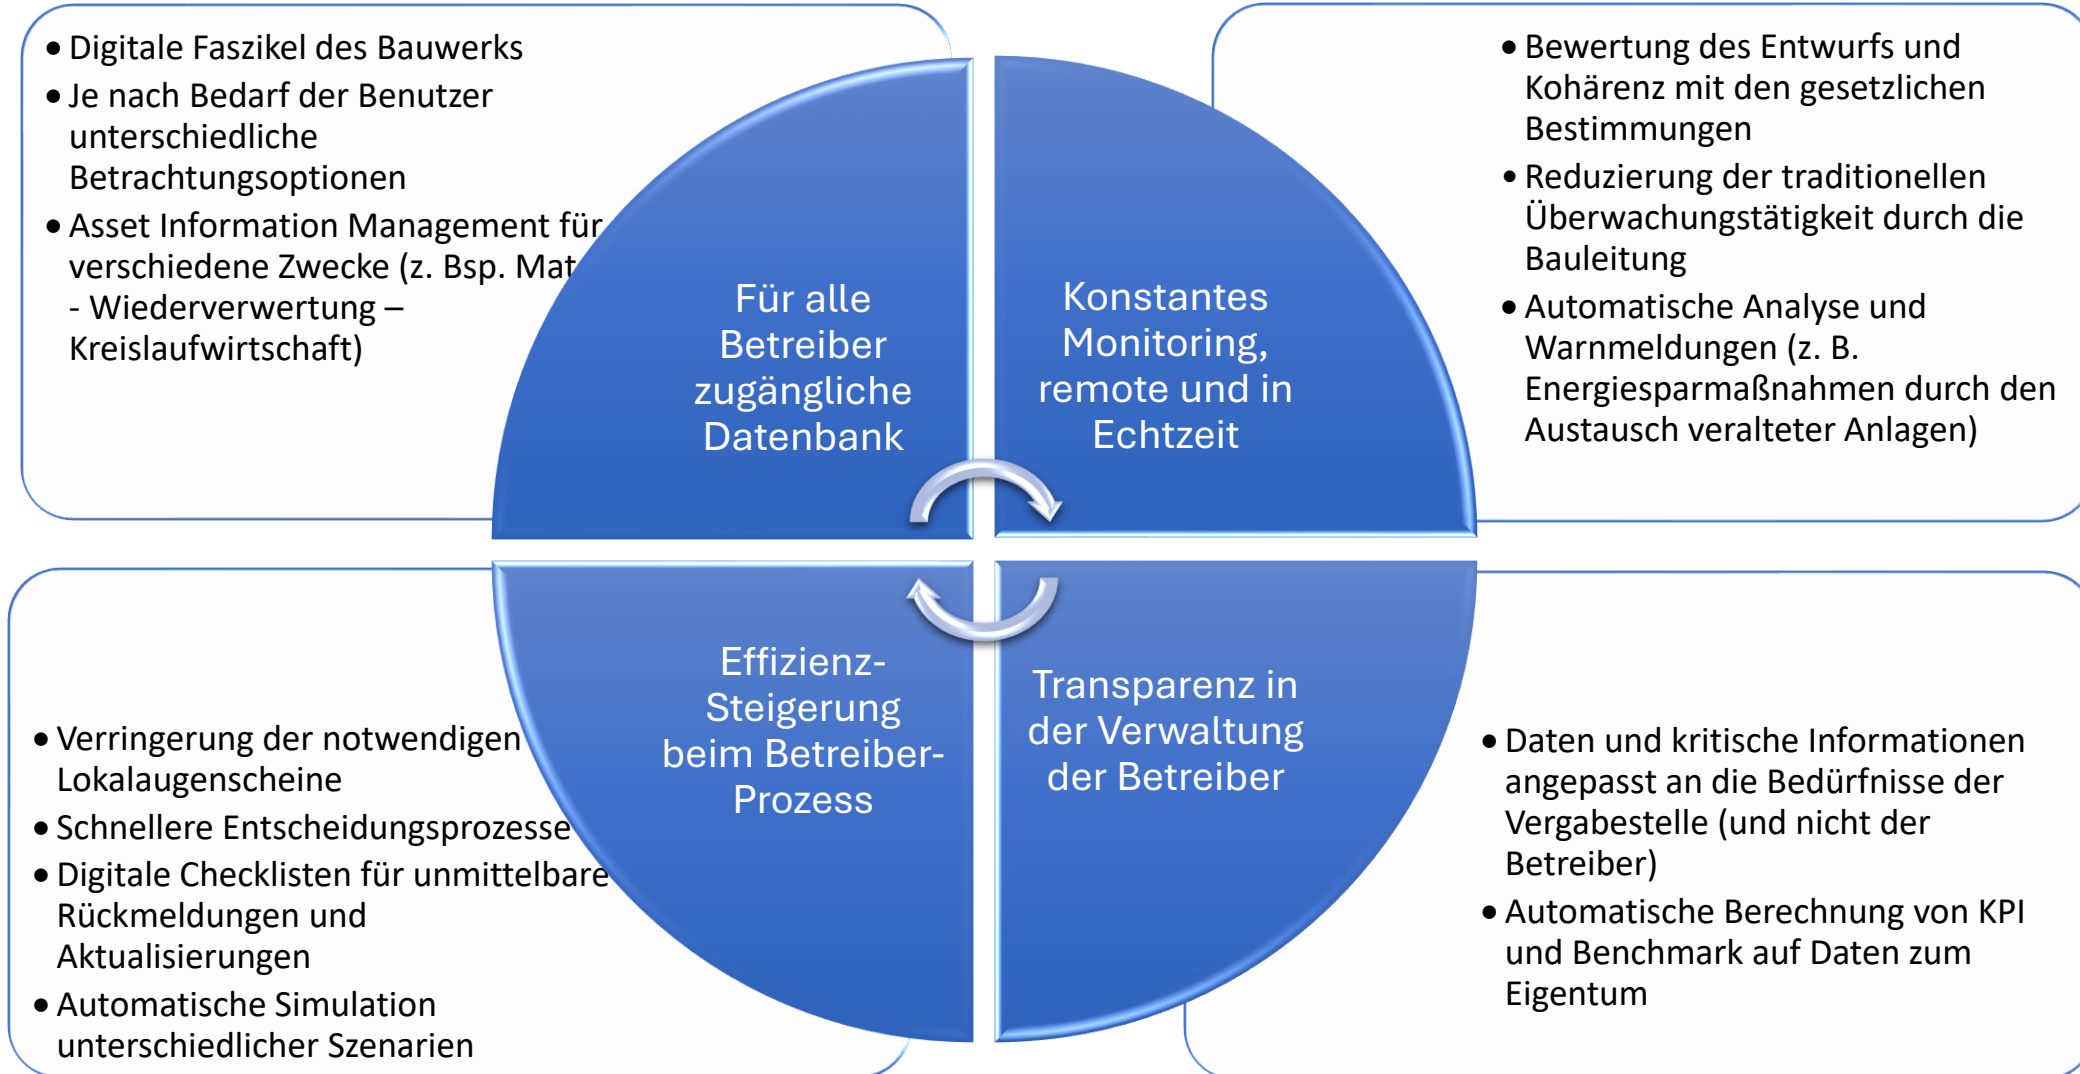 • Digitale Faszikel des Bauwerks
• Je nach Bedarf der Benutzer
unterschiedliche
Betrachtungsoptionen
• Asset Information Management für
verschiedene Zwecke (z. Bsp. Mat
- Wiederverwertung –
Kreislaufwirtschaft)
Für alle
Betreiber
zugängliche
Datenbank
Konstantes
Monitoring,
remote und in
Echtzeit
• Bewertung des Entwurfs und
Kohärenz mit den gesetzlichen
Bestimmungen
• Reduzierung der traditionellen
Überwachungstätigkeit durch die
Bauleitung
• Automatische Analyse und
Warnmeldungen (z. B.
Energiesparmaßnahmen durch den
Austausch veralteter Anlagen)
• Verringerung der notwendigen
Lokalaugenscheine
• Schnellere Entscheidungsprozesse
• Digitale Checklisten für unmittelbare
Rückmeldungen und
Aktualisierungen
• Automatische Simulation
unterschiedlicher Szenarien
Effizienz-
Steigerung
beim Betreiber-
Prozess
Transparenz in
der Verwaltung
der Betreiber
• Daten und kritische Informationen
angepasst an die Bedürfnisse der
Vergabestelle (und nicht der
Betreiber)
• Automatische Berechnung von KPI
und Benchmark auf Daten zum
Eigentum